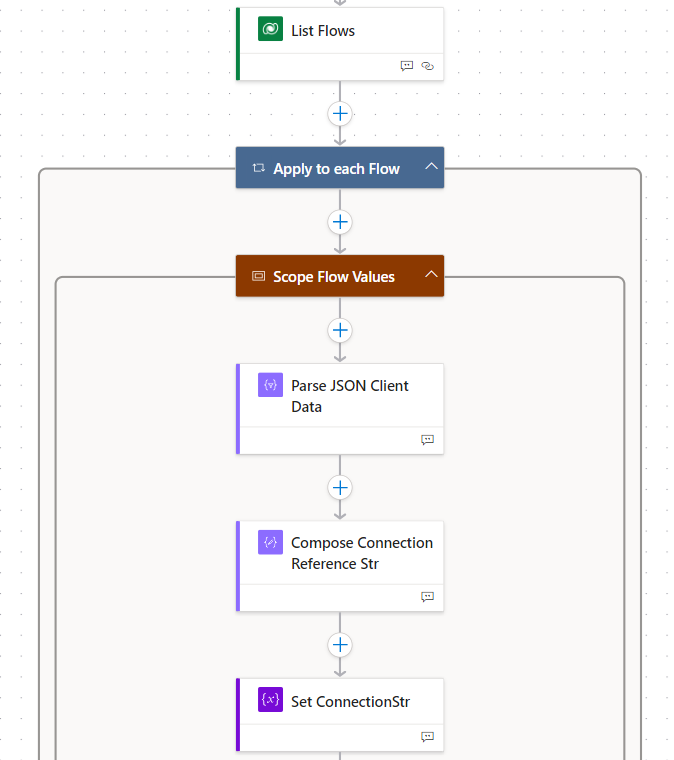 List Flows
Apply to each Flow
Scope Flow Values
Parse JSON Client
Data
Compose Connection
Reference Str
Set ConnectionStr